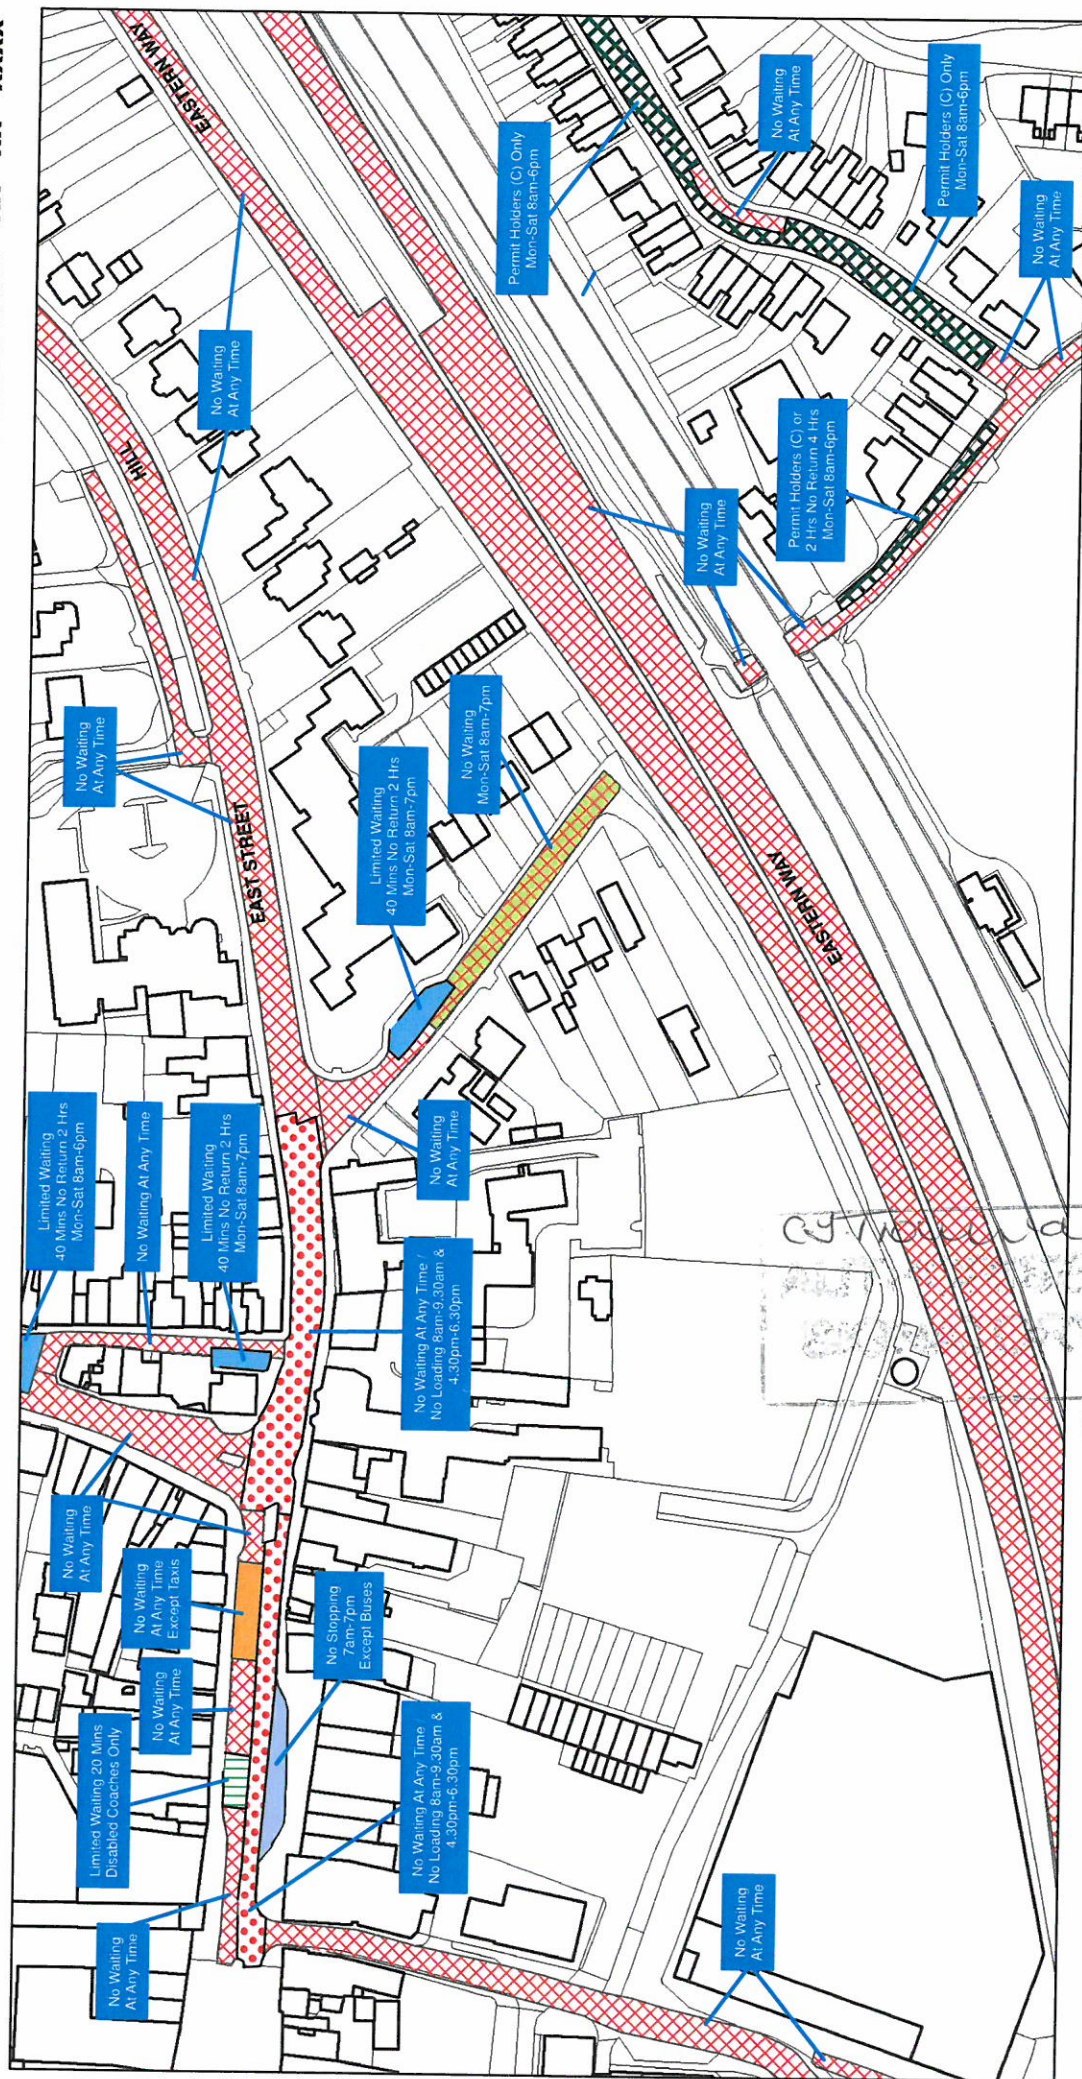 Limited Waiting
40 Mins No Return 2 Hrs
Mon-Sat 8am-6pm
No Waiting At Any Time
Limited Waiting
40 Mins No Return 2 Hrs
Mon-Sat 8am-7pm
No Waiting
At Any Time
No Waiting
At Any Time
Except Taxis
No Waiting
At Any Time
Limited Waiting 20 Mins
Disabled Coaches Only
No Waiting
At Any Time
No Waiting At Any Time /
No Loading 8am-9.30am &
4.30pm-6.30pm
No Stopping
7am-7pm
Except Buses
No Waiting At Any Time /
No Loading 8am-9.30am &
4.30pm-6.30pm
No Waiting
At Any Time
No Waiting
At Any Time
EAST STREET
HILL
No Waiting
At Any Time
No Waiting
At Any Time
EASTERN WAY
Limited Waiting
40 Mins No Return 2 Hrs
Mon-Sat 8am-7pm
No Waiting
Mon-Sat 8am-7pm
EASTERN WAY
No Waiting
At Any Time
Permit Holders (C) or
2 Hrs No Return 4 Hrs
Mon-Sat 8am-6pm
Permit Holders (C) Only
Mon-Sat 8am-6pm
No Waiting
At Any Time
Permit Holders (C) Only
Mon-Sat 8am-6pm
No Waiting
At Any Time